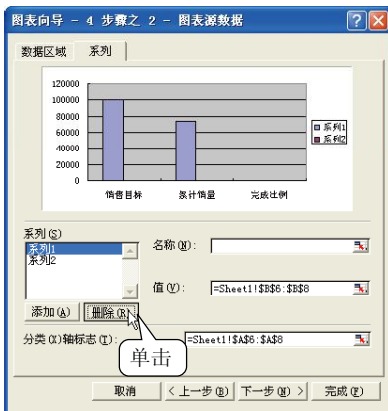 图表向导 - 4 步骤之 2 - 图表源数据
数据区域 系列
120000
100000
80000
60000
40000
20000
0
销售目标 累计销量 完成比例
系列1
系列2
系列(S)
系列1
系列2
名称(N):
值(V): =Sheet1!$B$6:$B$8
添加(A) 删除(R)
分类(X)轴标志(T): =Sheet1!$A$6:$A$8
单击
取消 < 上一步(B) 下一步(N) > 完成(F)